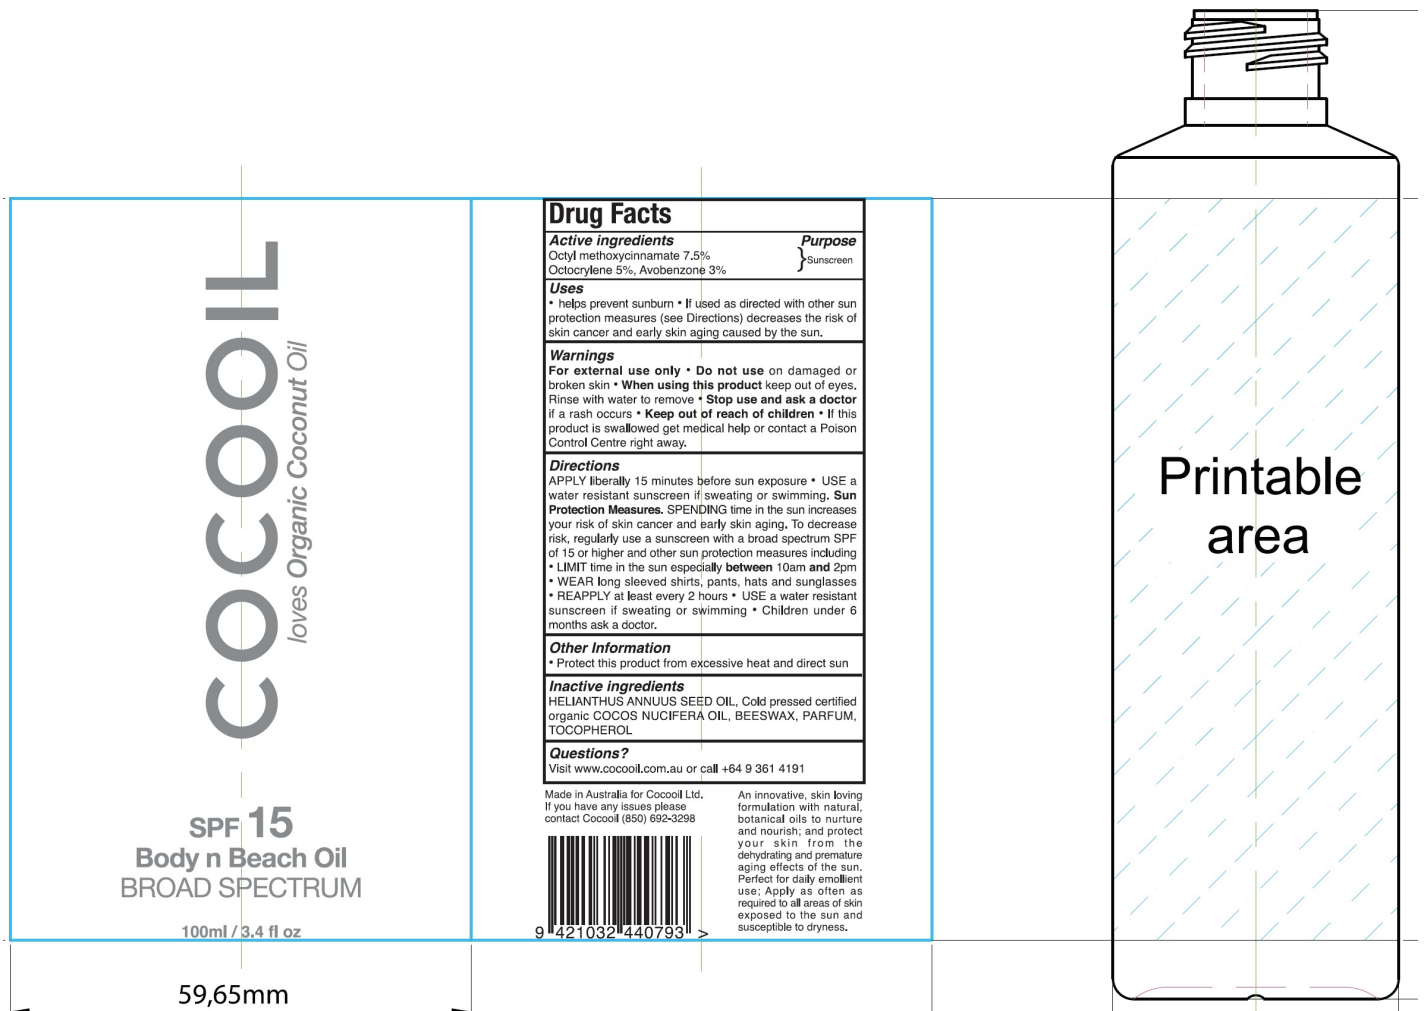 COCOOIL
loves Organic Coconut Oil
SPF 15
Body n Beach Oil
BROAD SPECTRUM
100ml / 3.4 fl oz
59,65mm
Drug Facts
Active ingredients Purpose
Octyl methoxycinnamate 7.5%
Octocrylene 5%, Avobenzone 3%
}Sunscreen
Uses
• helps prevent sunburn • If used as directed with other sun
protection measures (see Directions) decreases the risk of
skin cancer and early skin aging caused by the sun.
Warnings
For external use only • Do not use on damaged or
broken skin • When using this product keep out of eyes.
Rinse with water to remove • Stop use and ask a doctor
if a rash occurs • Keep out of reach of children • If this
product is swallowed get medical help or contact a Poison
Control Centre right away.
Directions
APPLY liberally 15 minutes before sun exposure • USE a
water resistant sunscreen if sweating or swimming. Sun
Protection Measures. SPENDING time in the sun increases
your risk of skin cancer and early skin aging. To decrease
risk, regularly use a sunscreen with a broad spectrum SPF
of 15 or higher and other sun protection measures including
• LIMIT time in the sun especially between 10am and 2pm
• WEAR long sleeved shirts, pants, hats and sunglasses
• REAPPLY at least every 2 hours • USE a water resistant
sunscreen if sweating or swimming • Children under 6
months ask a doctor.
Other Information
• Protect this product from excessive heat and direct sun
Inactive ingredients
HELIANTHUS ANNUUS SEED OIL, Cold pressed certified
organic COCOS NUCIFERA OIL, BEESWAX, PARFUM,
TOCOPHEROL
Questions?
Visit www.cocooil.com.au or call +64 9 361 4191
Made in Australia for Cocooil Ltd.
If you have any issues please
contact Cocooil (850) 692-3298
9 421032 440793 >
An innovative, skin loving
formulation with natural,
botanical oils to nurture
and nourish; and protect
your skin from the
dehydrating and premature
aging effects of the sun.
Perfect for daily emollient
use; Apply as often as
required to all areas of skin
exposed to the sun and
susceptible to dryness.
Printable
area